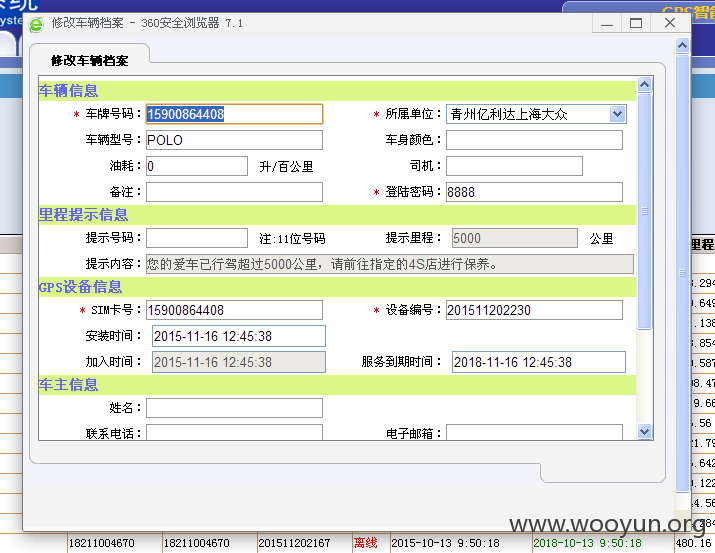 系统
GPS智能
修改车辆档案 - 360安全浏览器 7.1
修改车辆档案
车辆信息
* 车牌号码: 15900864408 * 所属单位: 青州亿利达上海大众
车辆型号: POLO 车身颜色:
油耗: 0 升/百公里 司机:
备注: * 登陆密码: 8888
里程提示信息
提示号码: 注:11位号码 提示里程: 5000 公里
提示内容: 您的爱车已行驾超过5000公里，请前往指定的4S店进行保养。
GPS设备信息
* SIM卡号: 15900864408 * 设备编号: 201511202230
安装时间: 2015-11-16 12:45:38
加入时间: 2015-11-16 12:45:38 服务到期时间: 2018-11-16 12:45:38
车主信息
姓名:
联系电话: 电子邮箱:
里程
www.wooyun.org
18211004670 18211004670 201511202167 离线 2015-10-13 9:50:18 2018-10-13 9:50:18 480.16